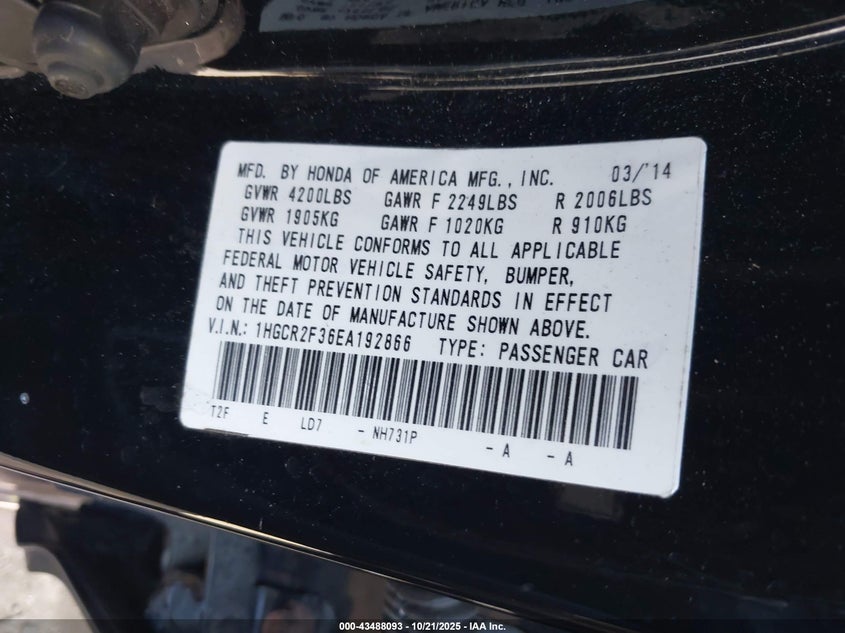 MFD. BY HONDA OF AMERICA MFG., INC. 03/'14
GVWR 4200LBS GAWR F 2249LBS R 2006LBS
GVWR 1905KG GAWR F 1020KG R 910KG
THIS VEHICLE CONFORMS TO ALL APPLICABLE
FEDERAL MOTOR VEHICLE SAFETY, BUMPER,
AND THEFT PREVENTION STANDARDS IN EFFECT
ON THE DATE OF MANUFACTURE SHOWN ABOVE.
V.I.N.: 1HGCR2F36EA192866 TYPE: PASSENGER CAR
T2F E LD7 - NH731P - A - A
000-43488093 - 10/21/2025 - IAA Inc.